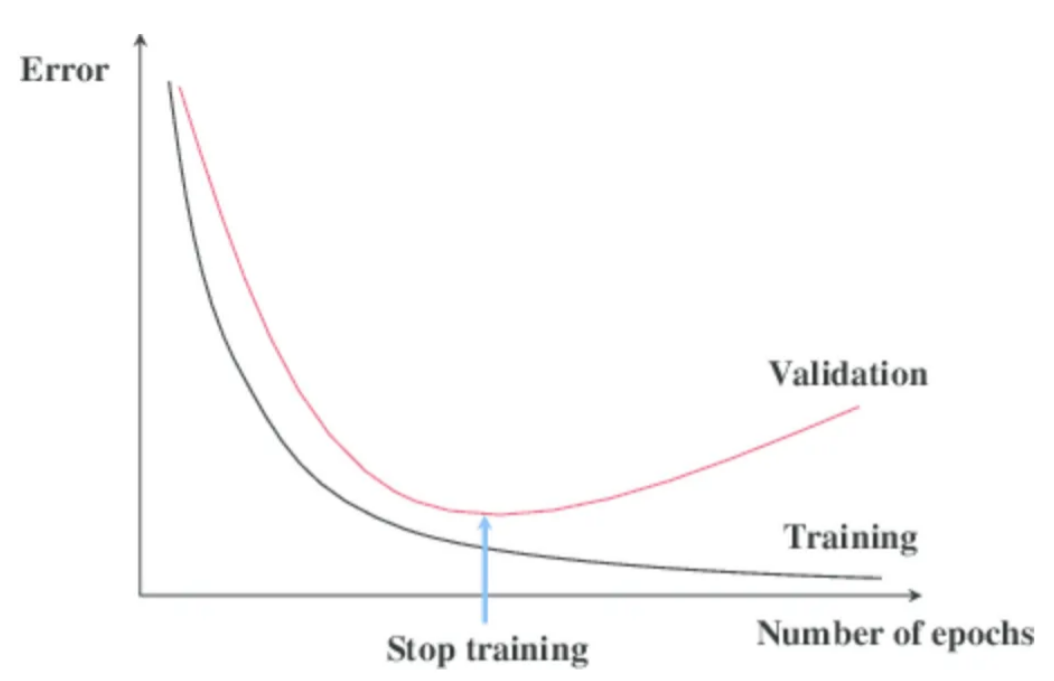 Error
Validation
Training
Number of epochs
Stop training